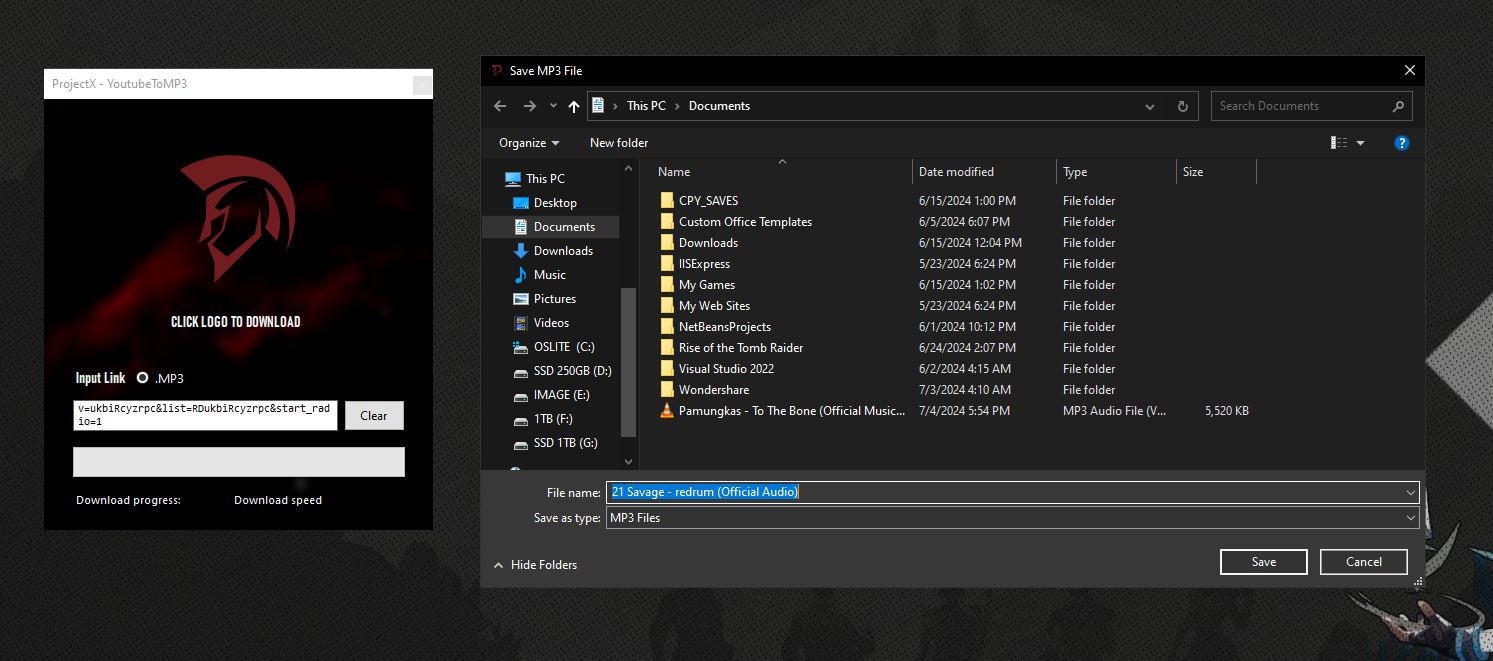 ProjectX - YoutubeToMP3
CLICK LOGO TO DOWNLOAD
Input Link .MP3
v=ukbiRcyzrpc&list=RDukbiRcyzrpc&start_rad
io=1
Clear
Download progress: Download speed
Save MP3 File
This PC > Documents
Search Documents
Organize New folder
This PC
Desktop
Documents
Downloads
Music
Pictures
Videos
OSLITE (C:)
SSD 250GB (D:)
IMAGE (E:)
1TB (F:)
SSD 1TB (G:)
Name Date modified Type Size
CPY_SAVES 6/15/2024 1:00 PM File folder
Custom Office Templates 6/5/2024 6:07 PM File folder
Downloads 6/15/2024 12:04 PM File folder
IISExpress 5/23/2024 6:24 PM File folder
My Games 6/15/2024 1:02 PM File folder
My Web Sites 5/23/2024 6:24 PM File folder
NetBeansProjects 6/1/2024 10:12 PM File folder
Rise of the Tomb Raider 6/24/2024 2:07 PM File folder
Visual Studio 2022 6/2/2024 4:15 AM File folder
Wondershare 7/3/2024 4:10 AM File folder
Pamungkas - To The Bone (Official Music... 7/4/2024 5:54 PM MP3 Audio File (V... 5,520 KB
File name: 21 Savage - redrum (Official Audio)
Save as type: MP3 Files
Hide Folders
Save Cancel